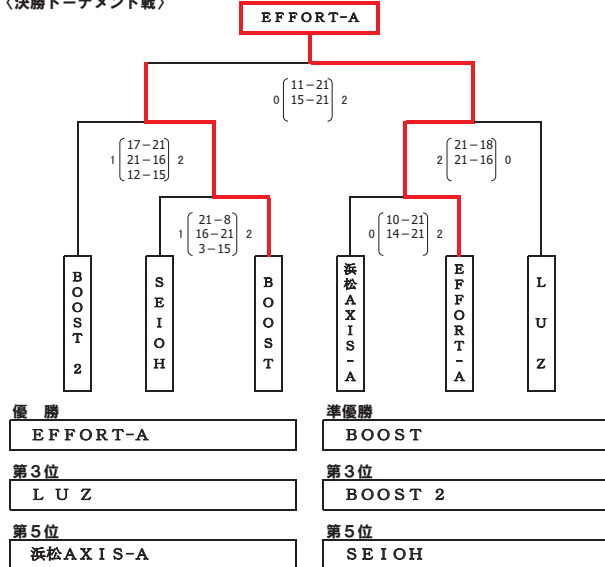 〈決勝トーナメント戦〉
EFFORT-A
0 11-21 2
15-21
1 17-21 2
21-16
12-15
2 21-18 0
21-16
1 21-8 2
16-21
3-15
0 10-21 2
14-21
BOOST 2
SEIOH
BOOST
浜松AXIS-A
EFFORT-A
LUZ
優 勝
EFFORT-A
準優勝
BOOST
第3位
LUZ
第3位
BOOST 2
第5位
浜松AXIS-A
第5位
SEIOH